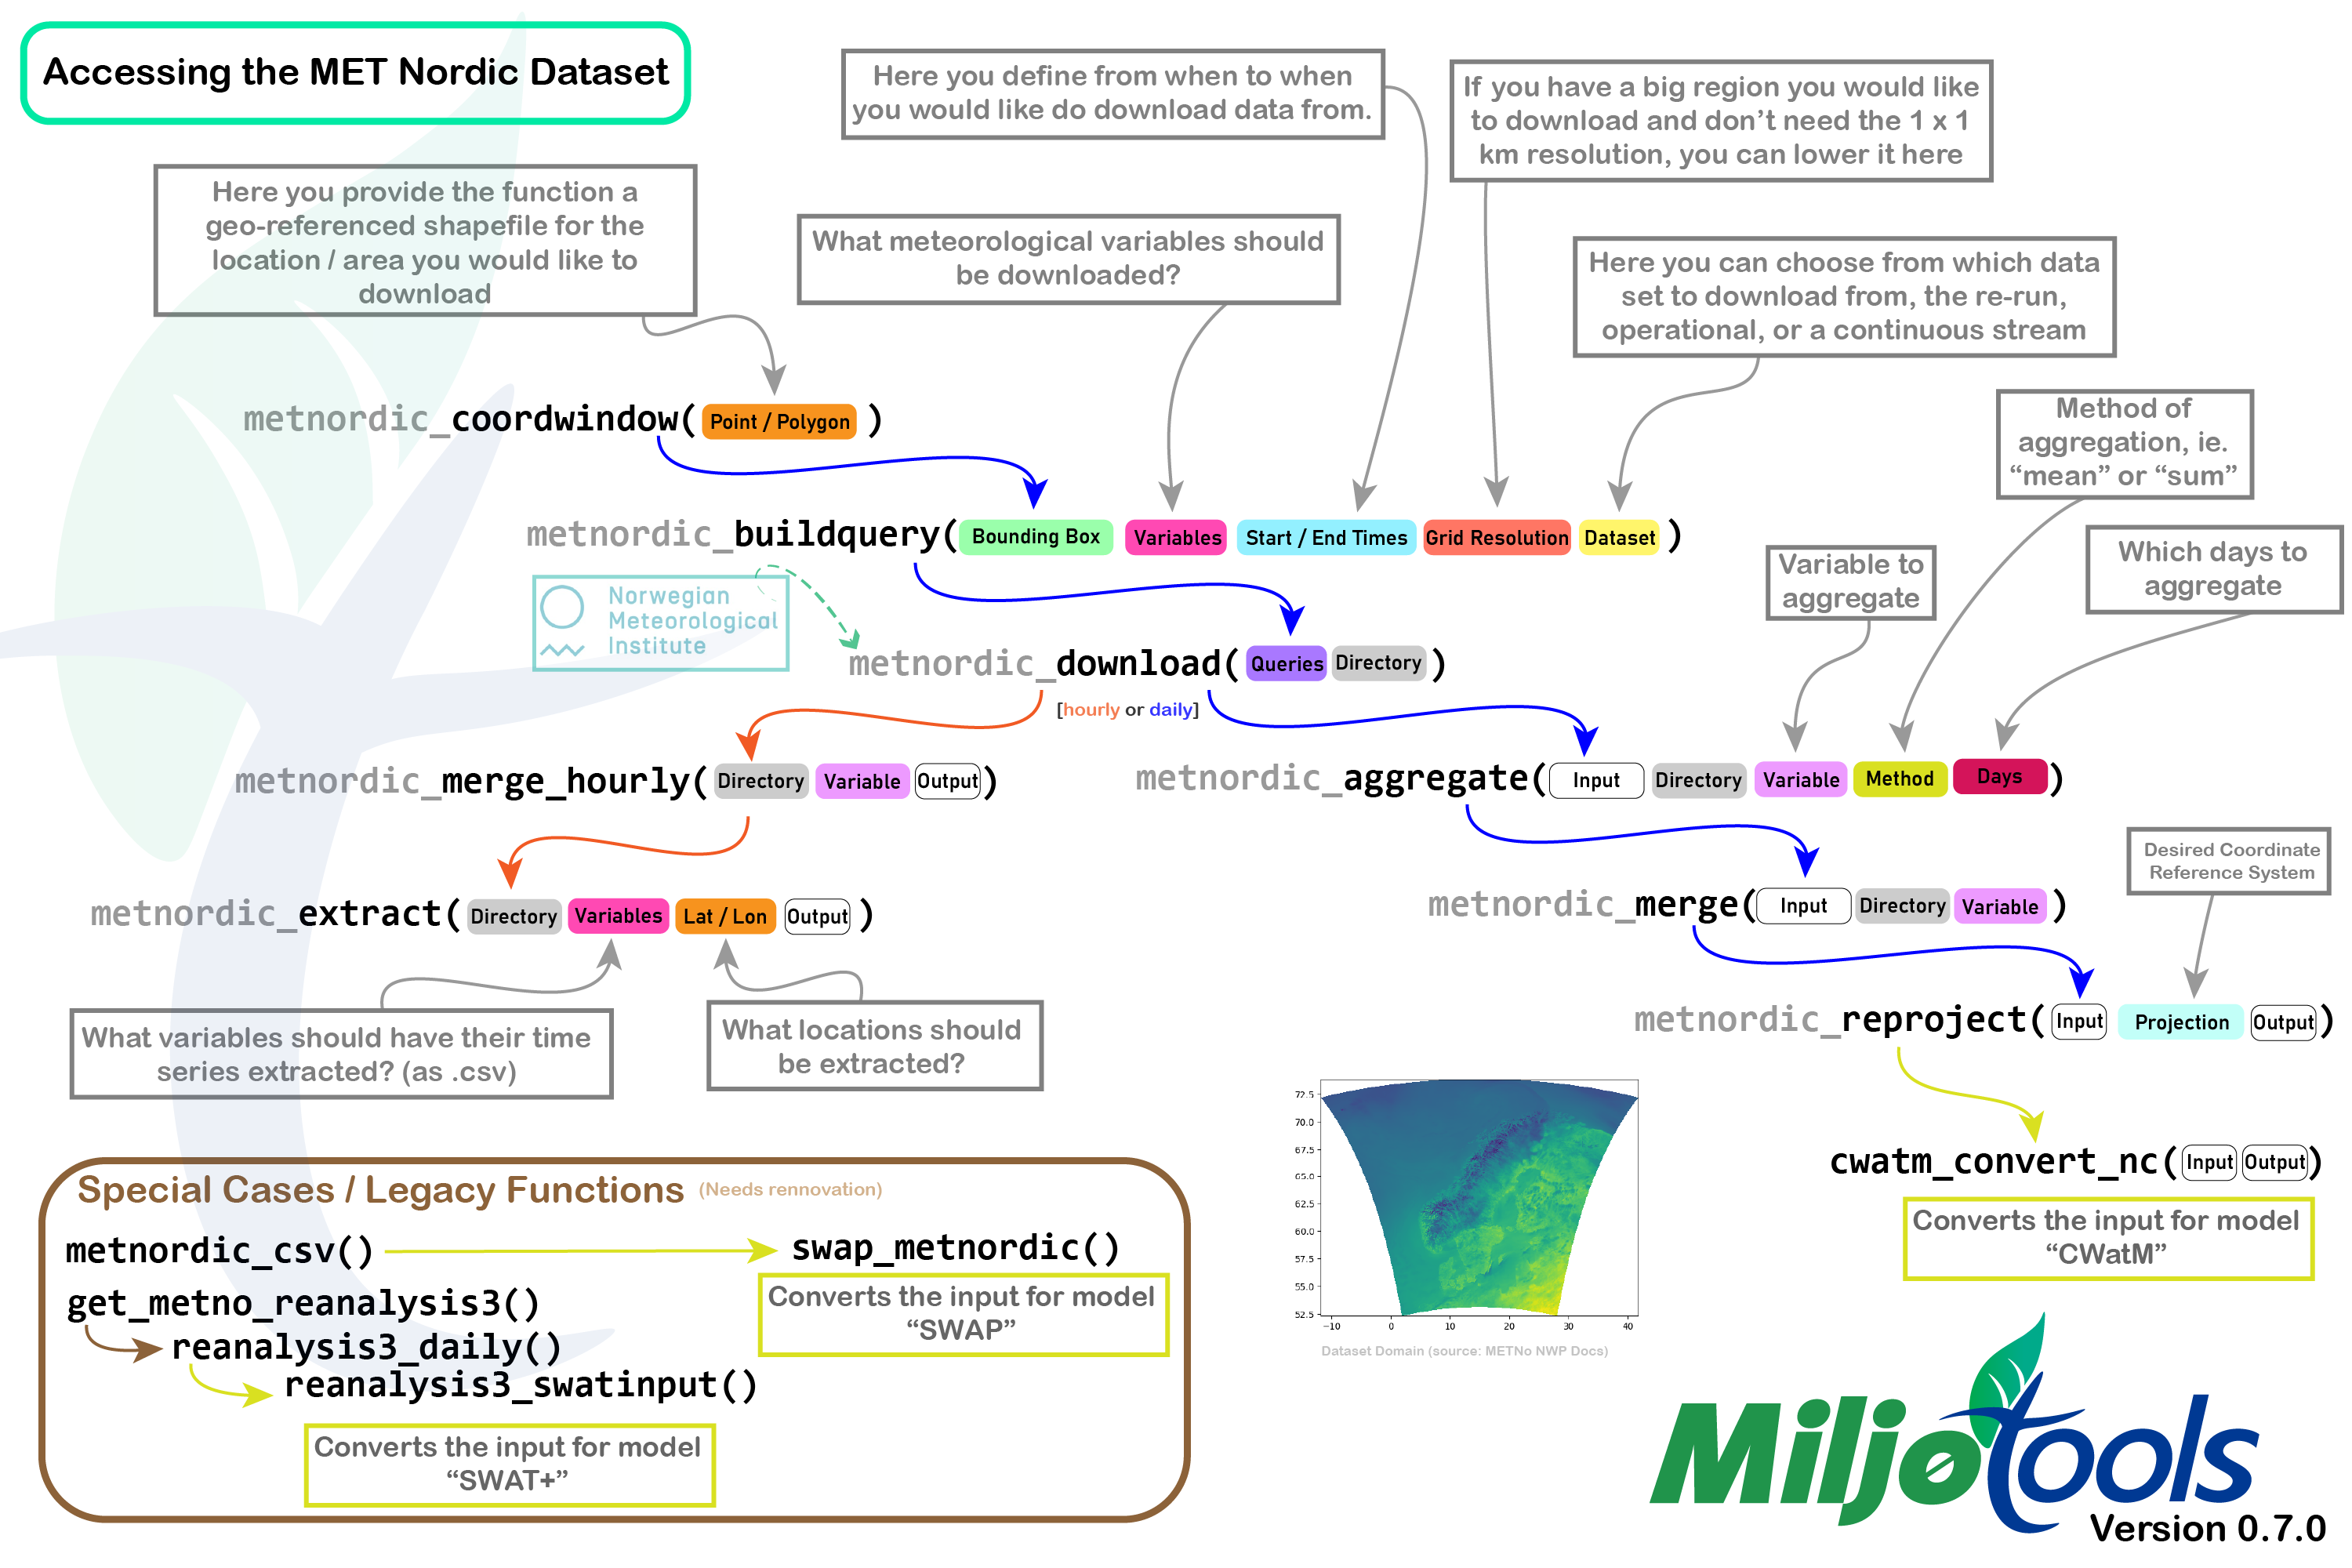 Accessing the MET Nordic Dataset
Here you define from when to when
you would like do download data from.
If you have a big region you would like
to download and don't need the 1 x 1
km resolution, you can lower it here
Here you provide the function a
geo-referenced shapefile for the
location / area you would like to
download
What meteorological variables should
be downloaded?
Here you can choose from which data
set to download from, the re-run,
operational, or a continuous stream
Method of
aggregation, ie.
“mean” or “sum”
metnordic_coordwindow( Point / Polygon )
metnordic_buildquery( Bounding Box Variables Start / End Times Grid Resolution Dataset )
Variable to
aggregate
Which days to
aggregate
Norwegian
Meteorological
Institute
metnordic_download( Queries Directory )
[hourly or daily]
metnordic_merge_hourly( Directory Variable Output )
metnordic_aggregate( Input Directory Variable Method Days )
Desired Coordinate
Reference System
metnordic_extract( Directory Variables Lat / Lon Output )
metnordic_merge( Input Directory Variable )
What variables should have their time
series extracted? (as .csv)
What locations should
be extracted?
metnordic_reproject( Input Projection Output )
72.5
70.0
67.5
65.0
62.5
60.0
57.5
55.0
52.5
−10 0 10 20 30 40
Dataset Domain (source: METNo NWP Docs)
cwatm_convert_nc( Input Output )
Converts the input for model
“CWatM”
Special Cases / Legacy Functions (Needs rennovation)
metnordic_csv()
swap_metnordic()
Converts the input for model
“SWAP”
get_metno_reanalysis3()
reanalysis3_daily()
reanalysis3_swatinput()
Converts the input for model
“SWAT+”
Miljøtools
Version 0.7.0